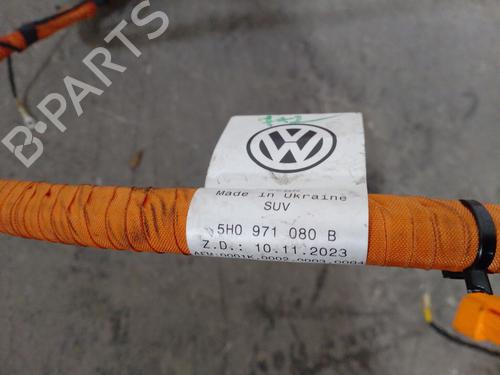 B-PARTS
Made in Ukraine
SUV
5H0 971 080 B
Z.D.: 10.11.2023